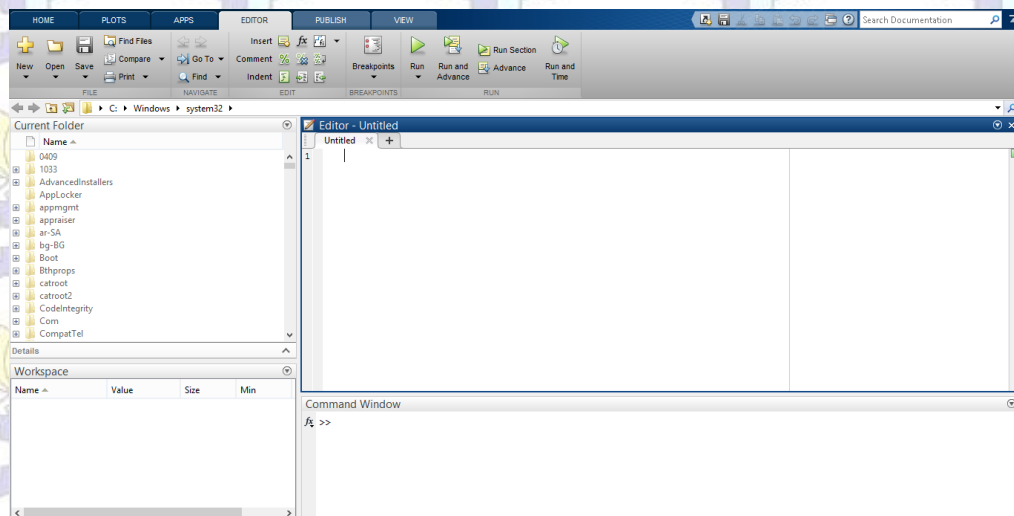 HOME PLOTS APPS EDITOR PUBLISH VIEW Search Documentation
New Open Save Find Files Compare Print Go To Find Insert fx Comment Indent Breakpoints Run Run and Advance Run Section Advance Run and Time
FILE NAVIGATE EDIT BREAKPOINTS RUN
C: Windows system32
Current Folder
Name
0409
1033
AdvancedInstallers
AppLocker
appmgmt
appraiser
ar-SA
bg-BG
Boot
Bthprops
catroot
catroot2
CodeIntegrity
Com
CompatTel
Details
Workspace
Name Value Size Min
Editor - Untitled
Untitled
1
Command Window
fx >>